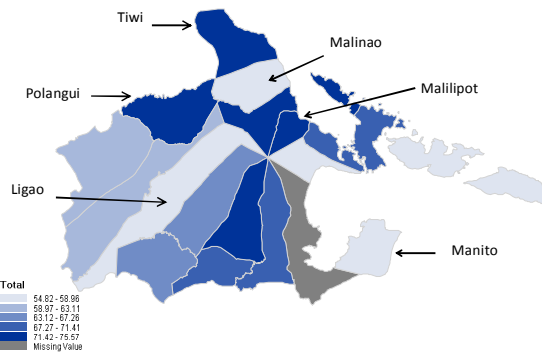 Tiwi
Malinao
Polangui
Malilipot
Ligao
Manito
Total
54.82 - 58.96
58.97 - 63.11
63.12 - 67.26
67.27 - 71.41
71.42 - 75.57
Missing Value